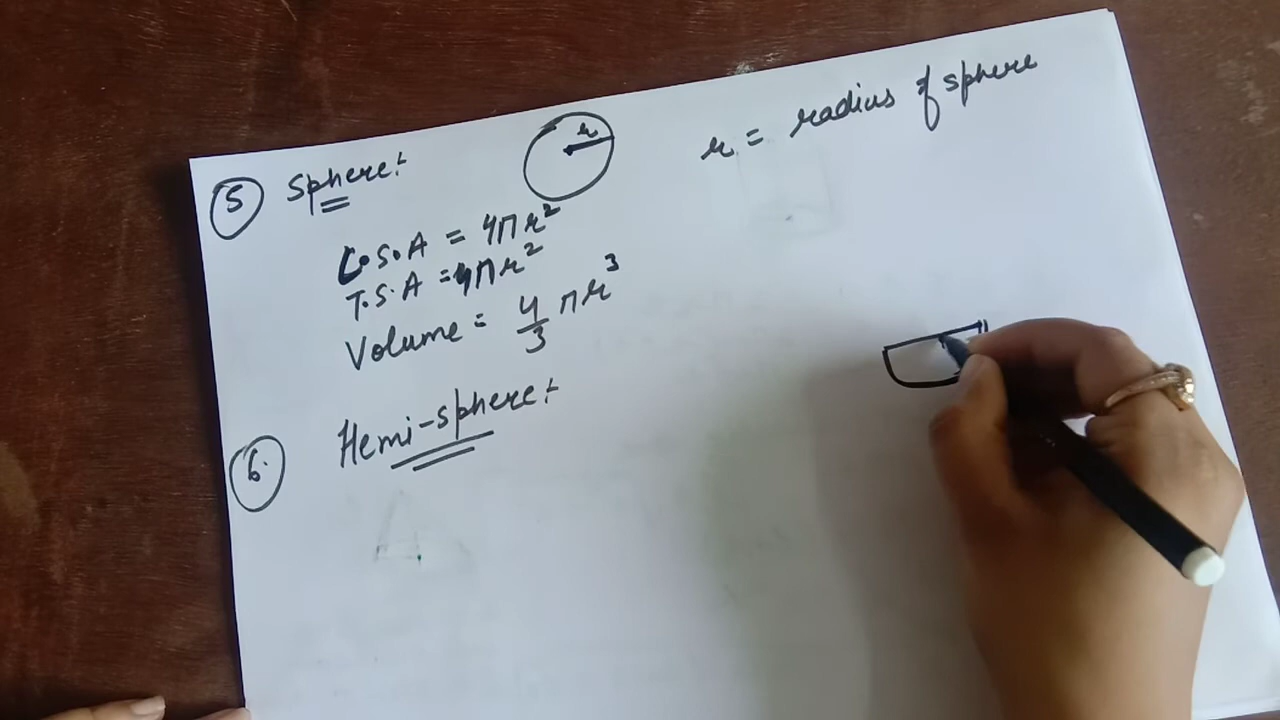 5 Sphere:-
r
r = radius of sphere
C.S.A = 4πr²
T.S.A = 4πr²
Volume = 4/3 πr³
6. Hemi-sphere:-